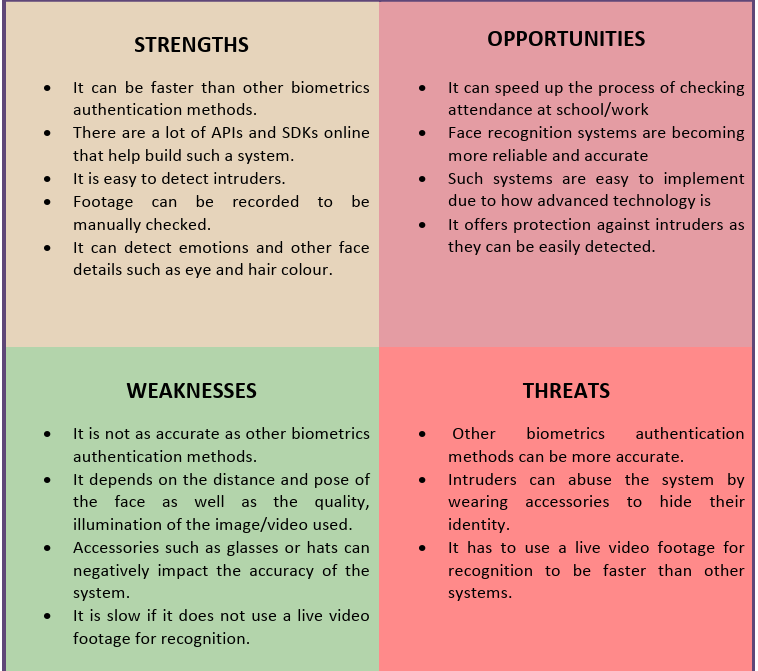 STRENGTHS
• It can be faster than other biometrics
authentication methods.
• There are a lot of APIs and SDKs online
that help build such a system.
• It is easy to detect intruders.
• Footage can be recorded to be
manually checked.
• It can detect emotions and other face
details such as eye and hair colour.
OPPORTUNITIES
• It can speed up the process of checking
attendance at school/work
• Face recognition systems are becoming
more reliable and accurate
• Such systems are easy to implement
due to how advanced technology is
• It offers protection against intruders as
they can be easily detected.
WEAKNESSES
• It is not as accurate as other biometrics
authentication methods.
• It depends on the distance and pose of
the face as well as the quality,
illumination of the image/video used.
• Accessories such as glasses or hats can
negatively impact the accuracy of the
system.
• It is slow if it does not use a live video
footage for recognition.
THREATS
• Other biometrics authentication
methods can be more accurate.
• Intruders can abuse the system by
wearing accessories to hide their
identity.
• It has to use a live video footage for
recognition to be faster than other
systems.